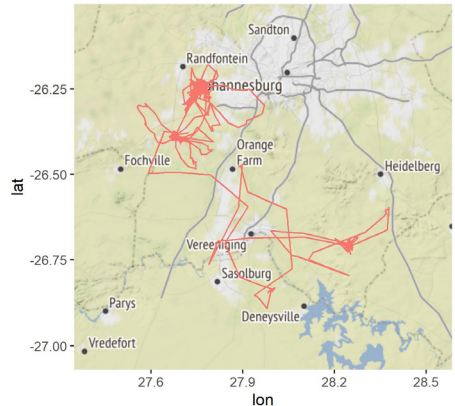 Sandton
Randfontein
hannesburg
-26.25
Orange
Farm
Fochville
Heidelberg
-26.50
lat
Vereeniging
-26.75
Sasolburg
Parys
Deneysville
Vredefort
-27.00
27.6
27.9
28.2
28.5
lon